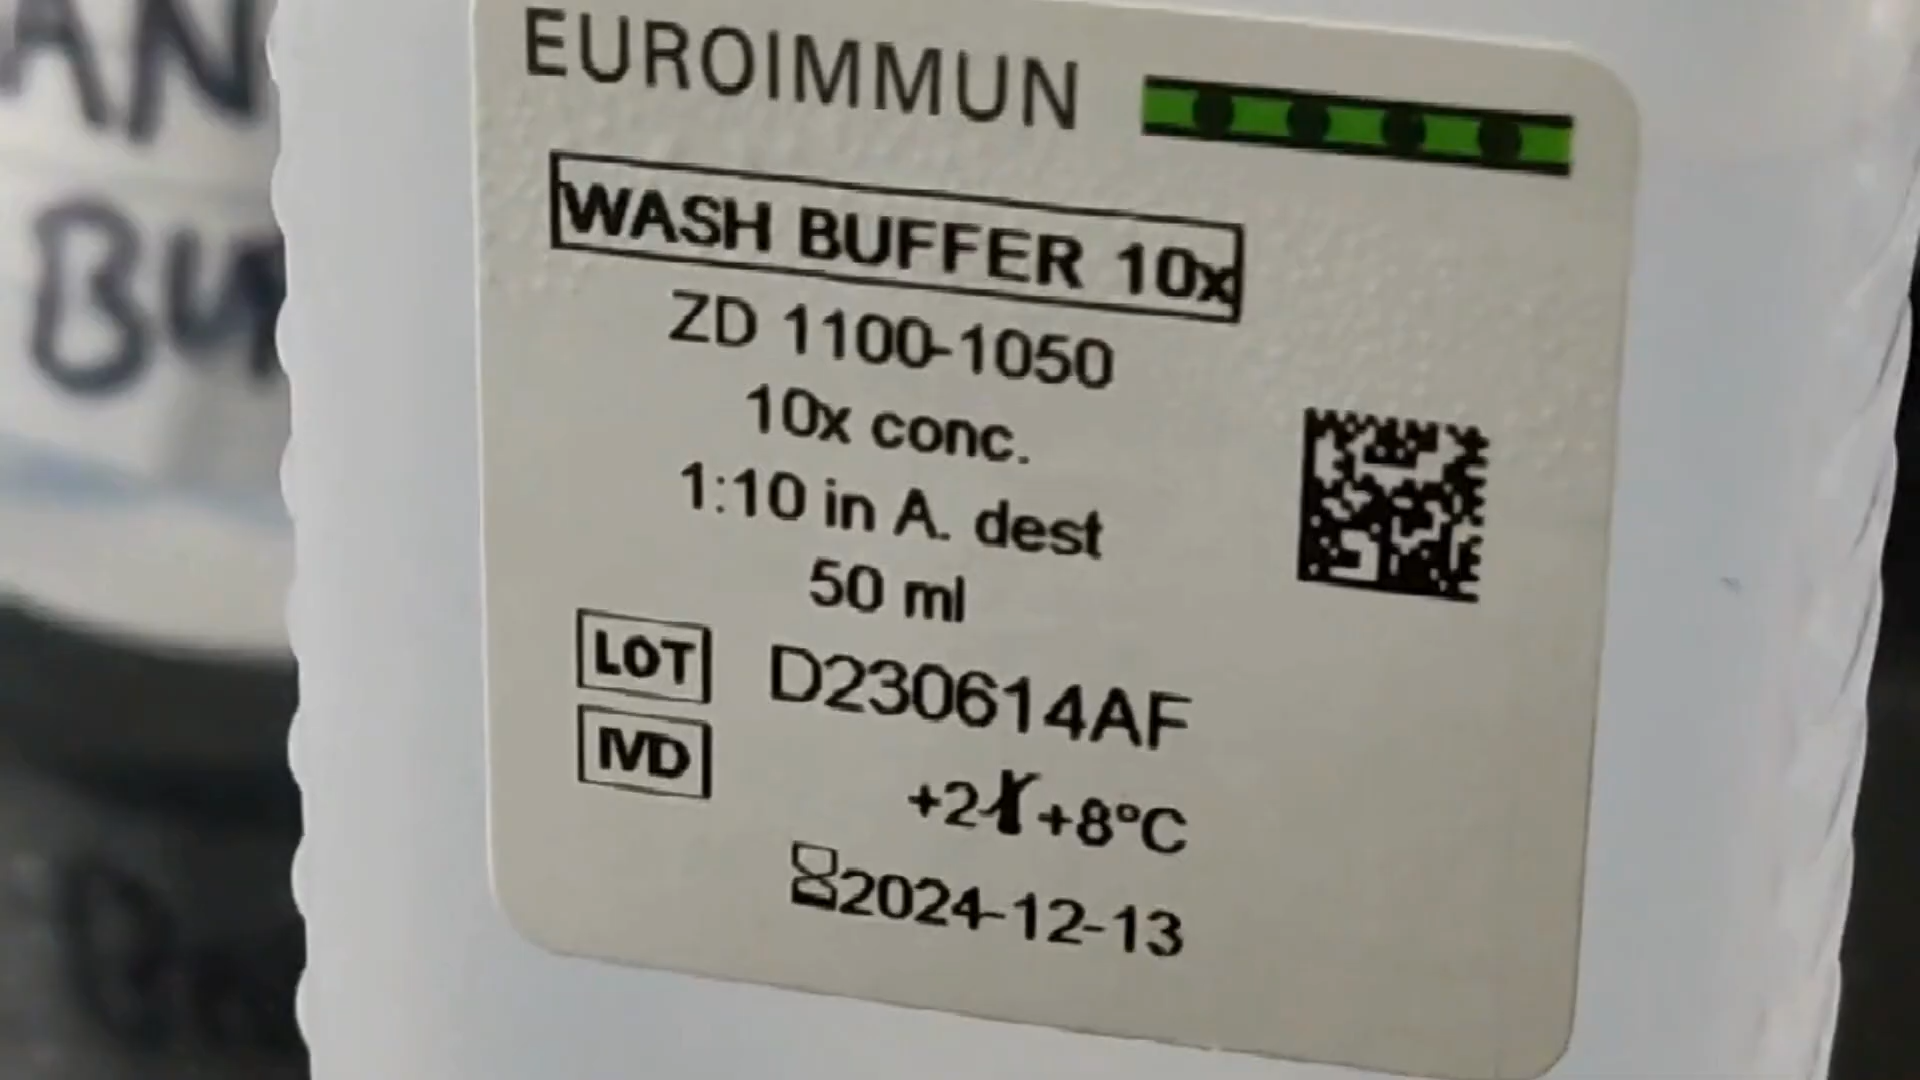 EUROIMMUN
WASH BUFFER 10x
ZD 1100-1050
10x conc.
1:10 in A. dest
50 ml
LOT D230614AF
IVD
+2 +8°C
2024-12-13